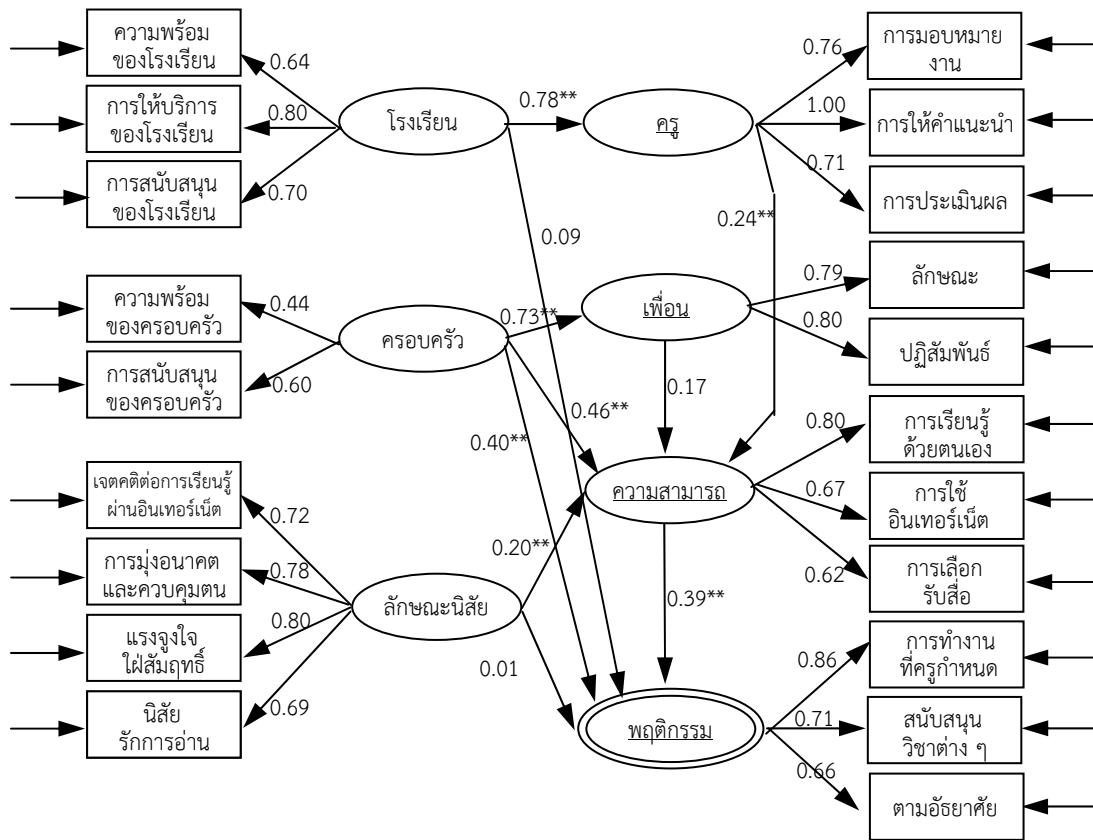 ความพร้อม
ของโรงเรียน
0.64
การให้บริการ
ของโรงเรียน
0.80
การสนับสนุน
ของโรงเรียน
0.70
โรงเรียน
0.78**
ครู
0.76
การมอบหมาย
งาน
1.00
การให้คำแนะนำ
0.71
การประเมินผล
0.24**
0.09
ความพร้อม
ของครอบครัว
0.44
การสนับสนุน
ของครอบครัว
0.60
ครอบครัว
0.73**
เพื่อน
0.79
ลักษณะ
0.80
ปฏิสัมพันธ์
0.17
0.46**
0.40**
ความสามารถ
0.80
การเรียนรู้
ด้วยตนเอง
0.67
การใช้
อินเทอร์เน็ต
0.62
การเลือก
รับสื่อ
เจตคติต่อการเรียนรู้
ผ่านอินเทอร์เน็ต
0.72
การมุ่งอนาคต
และควบคุมตน
0.78
แรงจูงใจ
ใฝ่สัมฤทธิ์
0.80
นิสัย
รักการอ่าน
0.69
ลักษณะนิสัย
0.20**
0.01
0.39**
พฤติกรรม
0.86
การทำงาน
ที่ครูกำหนด
0.71
สนับสนุน
วิชาต่าง ๆ
0.66
ตามอัธยาศัย